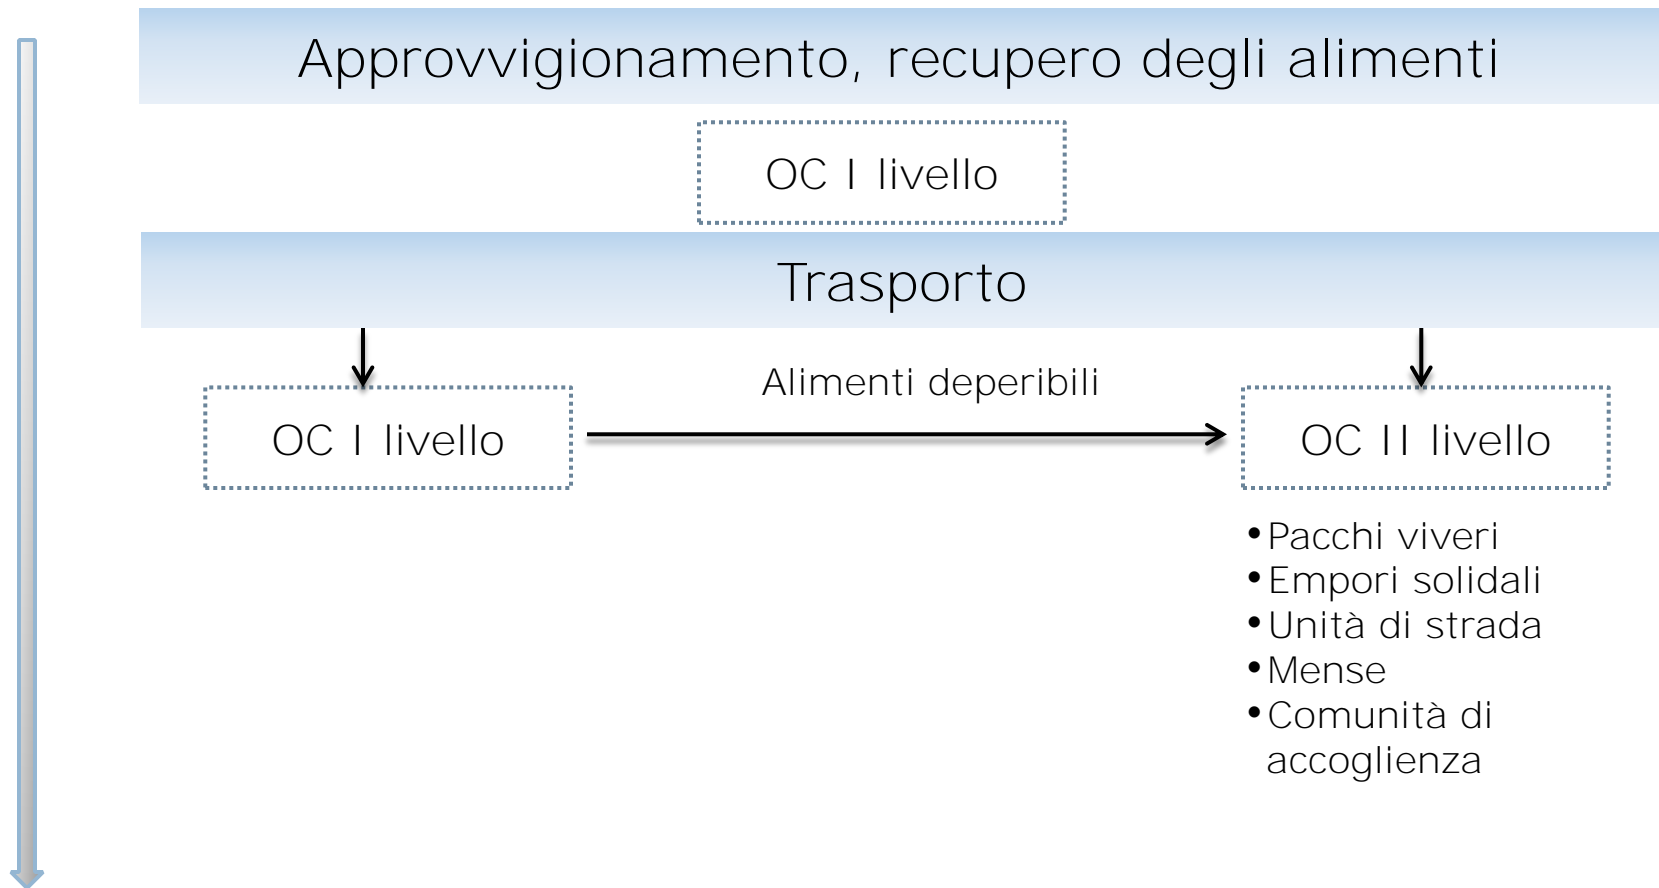 Approvvigionamento, recupero degli alimenti
OC I livello
Trasporto
Alimenti deperibili
OC I livello
OC II livello
•Pacchi viveri
•Empori solidali
•Unità di strada
•Mense
•Comunità di
accoglienza